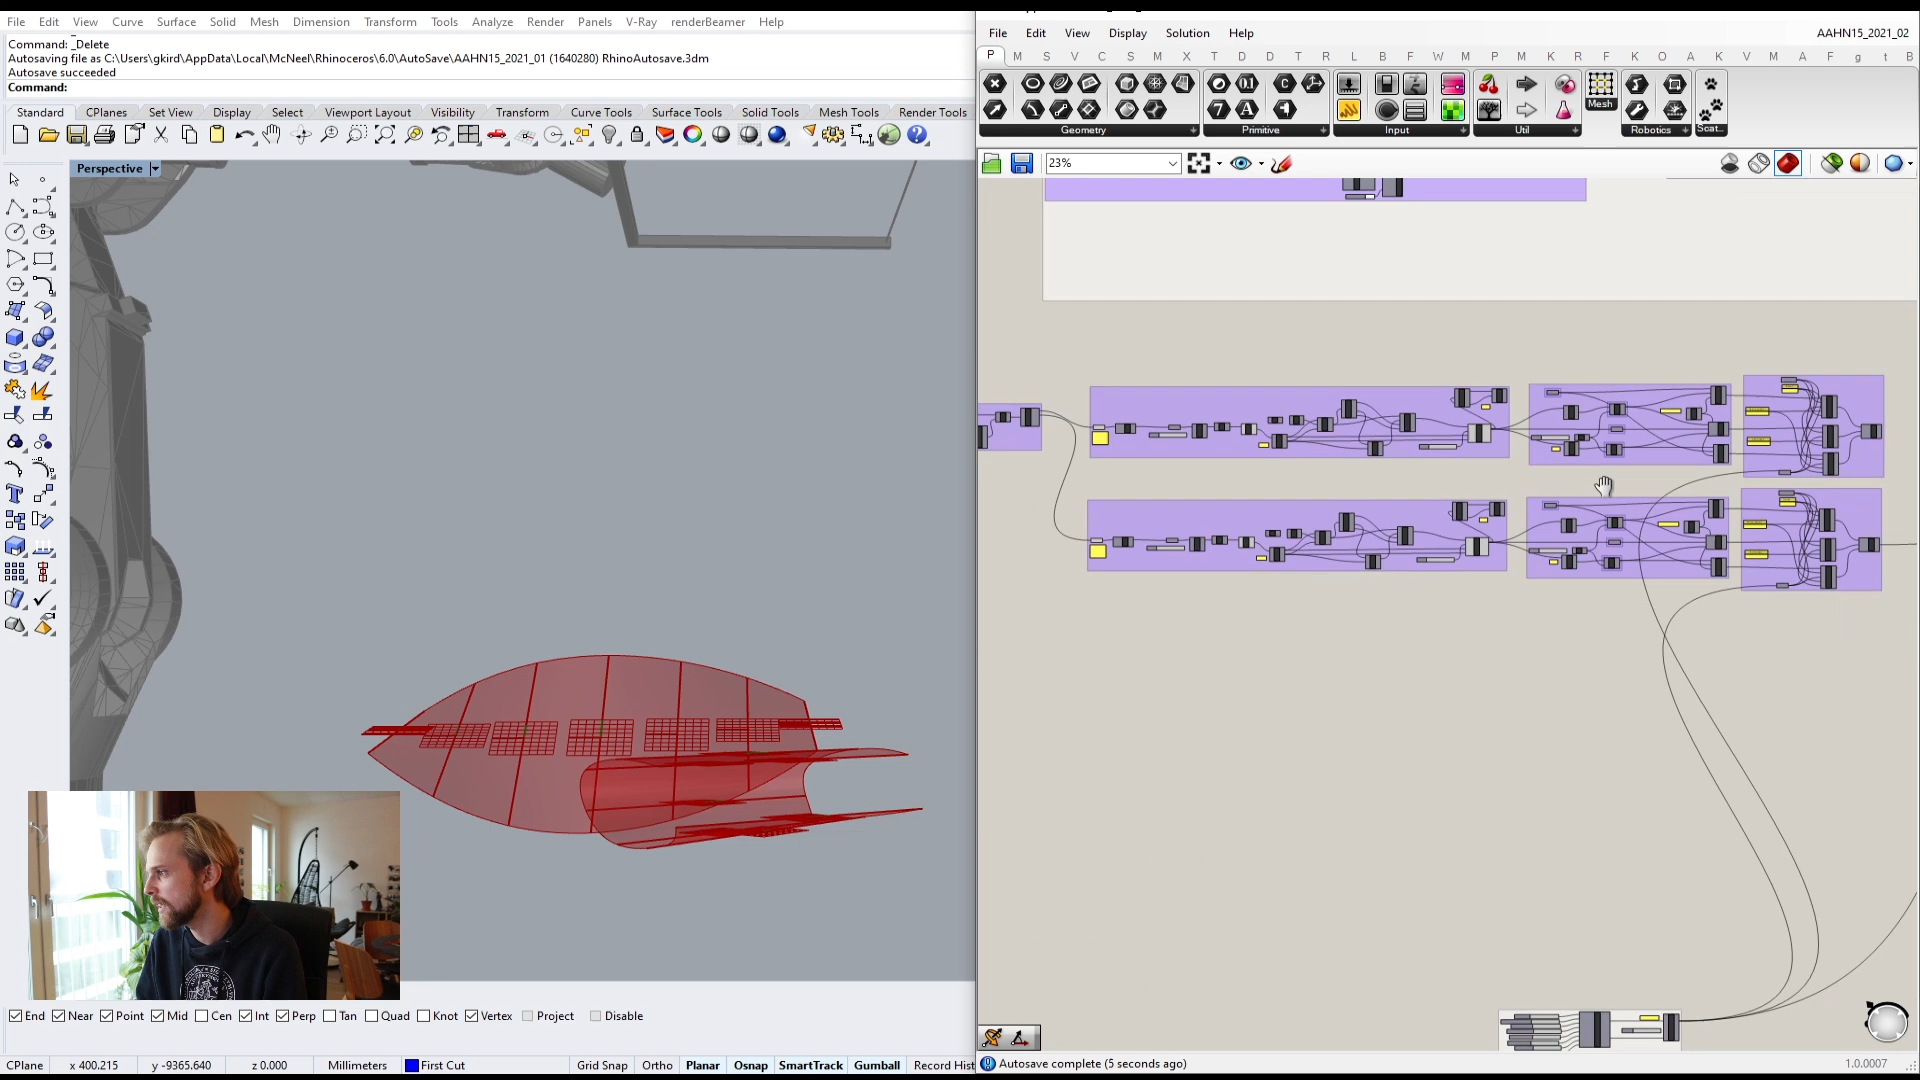 File Edit View Curve Surface Solid Mesh Dimension Transform Tools Analyze Render Panels V-Ray renderBeamer Help
Command: _Delete
Autosaving file as C:\Users\gkird\AppData\Local\McNeel\Rhinoceros\6.0\AutoSave\AAHN15_2021_01 (1640280) RhinoAutosave.3dm
Autosave succeeded
Command:
Standard CPlanes Set View Display Select Viewport Layout Visibility Transform Curve Tools Surface Tools Solid Tools Mesh Tools Render Tools
Perspective
End Near Point Mid Cen Int Perp Tan Quad Knot Vertex Project Disable
CPlane x 400.215 y -9365.640 z 0.000 Millimeters First Cut Grid Snap Ortho Planar Osnap SmartTrack Gumball Record Hist
File Edit View Display Solution Help AAHN15_2021_02
P M S V C S M D T R L B F W M X T D T R M K R F A K O A K V M A F g t B
Mesh
Geometry Primitive Input Util Robotics Scat...
23%
Autosave complete (5 seconds ago) 1.0.0007